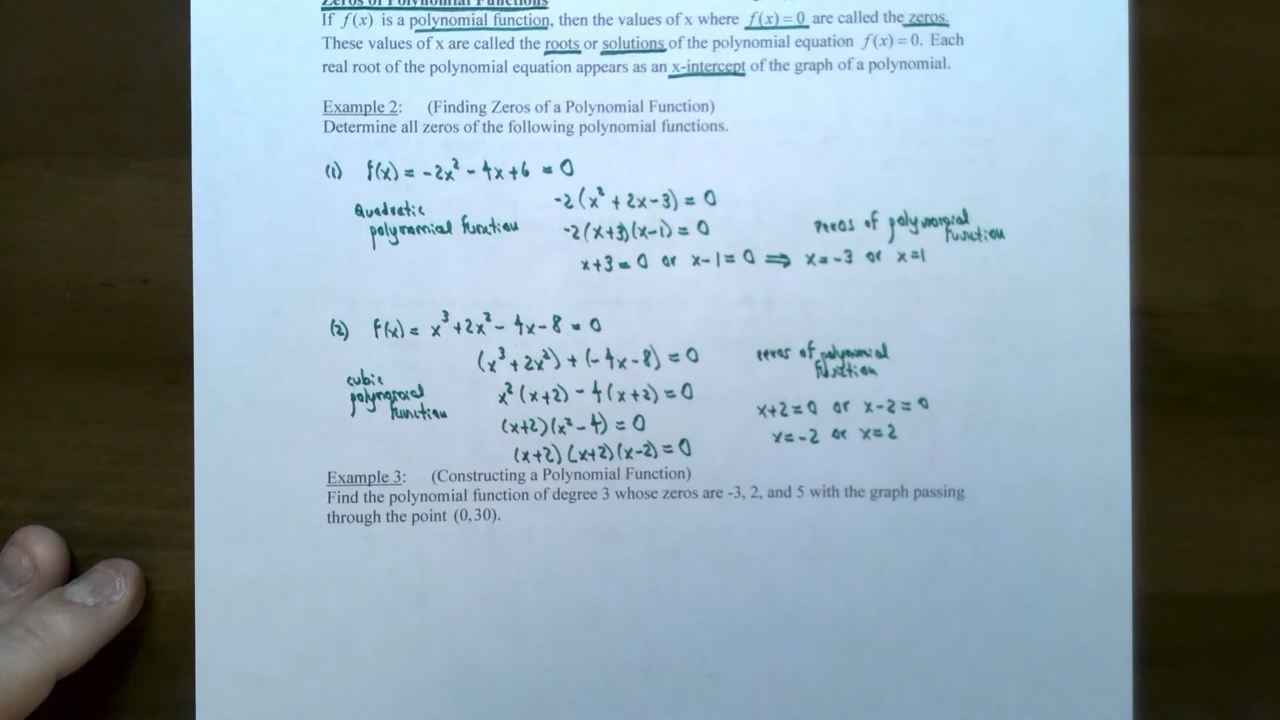 Zeros of Polynomial Functions
If f(x) is a polynomial function, then the values of x where f(x) = 0 are called the zeros.
These values of x are called the roots or solutions of the polynomial equation f(x) = 0. Each
real root of the polynomial equation appears as an x-intercept of the graph of a polynomial.
Example 2: (Finding Zeros of a Polynomial Function)
Determine all zeros of the following polynomial functions.
(1) f(x) = -2x² - 4x + 6 = 0
Quadratic
polynomial function
-2(x² + 2x - 3) = 0
-2(x+3)(x-1) = 0
x+3 = 0 or x-1 = 0 ⇒ x = -3 or x = 1
zeros of polynomial
function
(2) f(x) = x³ + 2x² - 4x - 8 = 0
cubic
polynomial
function
(x³ + 2x²) + (-4x - 8) = 0
x²(x+2) - 4(x+2) = 0
(x+2)(x² - 4) = 0
(x+2)(x+2)(x-2) = 0
zeros of polynomial
function
x+2 = 0 or x-2 = 0
x = -2 or x = 2
Example 3: (Constructing a Polynomial Function)
Find the polynomial function of degree 3 whose zeros are -3, 2, and 5 with the graph passing
through the point (0,30).